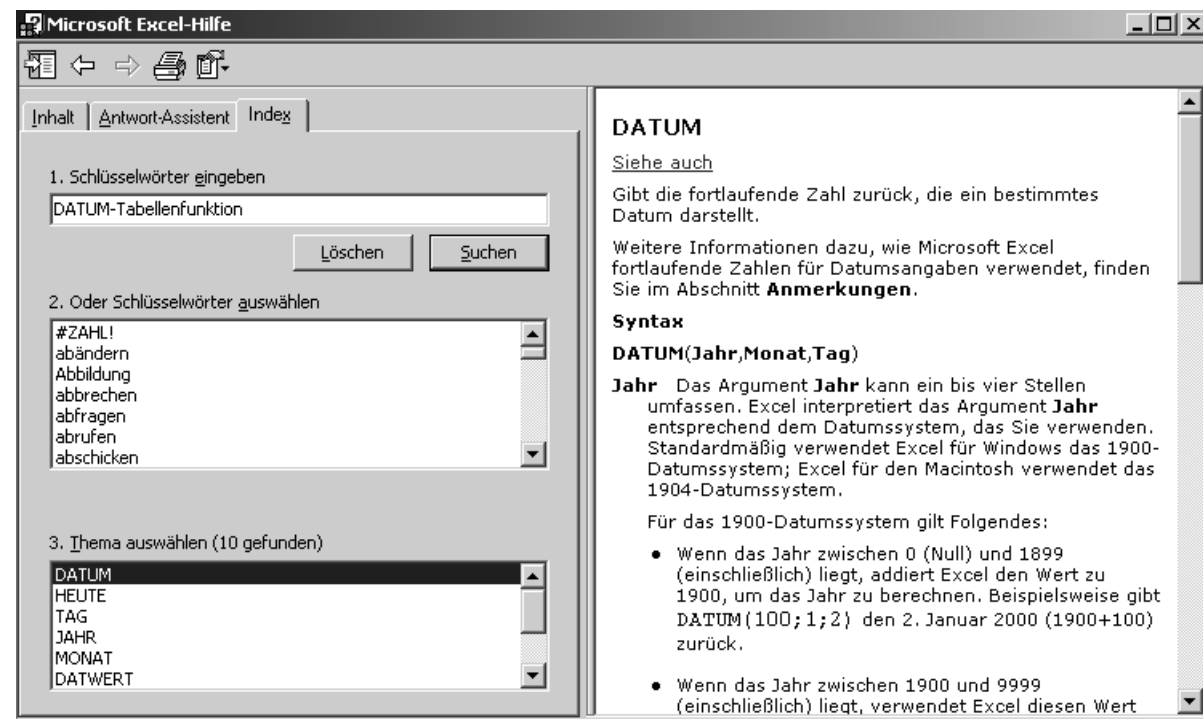 Microsoft Excel-Hilfe
Inhalt Antwort-Assistent Index
1. Schlüsselwörter eingeben
DATUM-Tabellenfunktion
Löschen Suchen
2. Oder Schlüsselwörter auswählen
#ZAHL!
abändern
Abbildung
abbrechen
abfragen
abrufen
abschicken
3. Thema auswählen (10 gefunden)
DATUM
HEUTE
TAG
JAHR
MONAT
DATWERT
DATUM
Siehe auch
Gibt die fortlaufende Zahl zurück, die ein bestimmtes
Datum darstellt.
Weitere Informationen dazu, wie Microsoft Excel
fortlaufende Zahlen für Datumsangaben verwendet, finden
Sie im Abschnitt Anmerkungen.
Syntax
DATUM(Jahr,Monat,Tag)
Jahr Das Argument Jahr kann ein bis vier Stellen
umfassen. Excel interpretiert das Argument Jahr
entsprechend dem Datumssystem, das Sie verwenden.
Standardmäßig verwendet Excel für Windows das 1900-
Datumssystem; Excel für den Macintosh verwendet das
1904-Datumssystem.
Für das 1900-Datumssystem gilt Folgendes:
● Wenn das Jahr zwischen 0 (Null) und 1899
(einschließlich) liegt, addiert Excel den Wert zu
1900, um das Jahr zu berechnen. Beispielsweise gibt
DATUM(100;1;2) den 2. Januar 2000 (1900+100)
zurück.
● Wenn das Jahr zwischen 1900 und 9999
(einschließlich) liegt, verwendet Excel diesen Wert